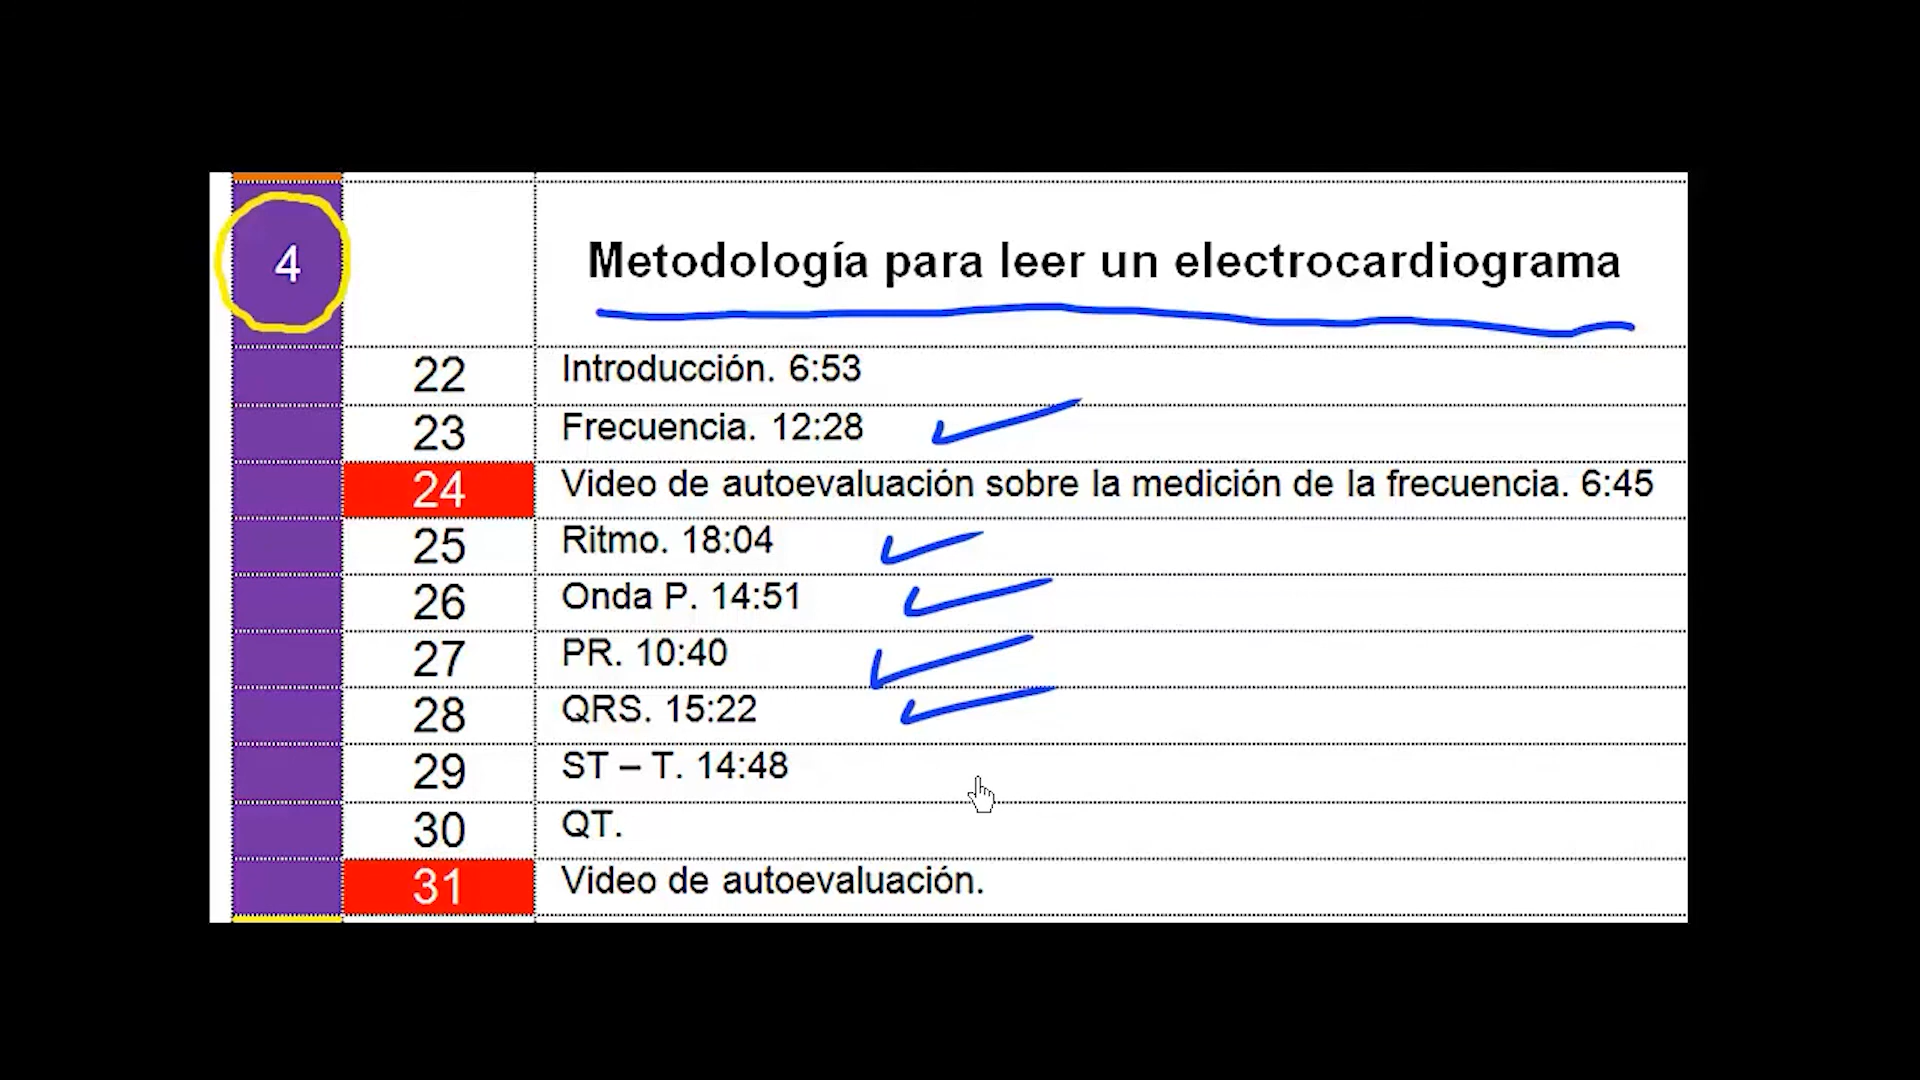 4 Metodología para leer un electrocardiograma
22 Introducción. 6:53
23 Frecuencia. 12:28
24 Video de autoevaluación sobre la medición de la frecuencia. 6:45
25 Ritmo. 18:04
26 Onda P. 14:51
27 PR. 10:40
28 QRS. 15:22
29 ST – T. 14:48
30 QT.
31 Video de autoevaluación.